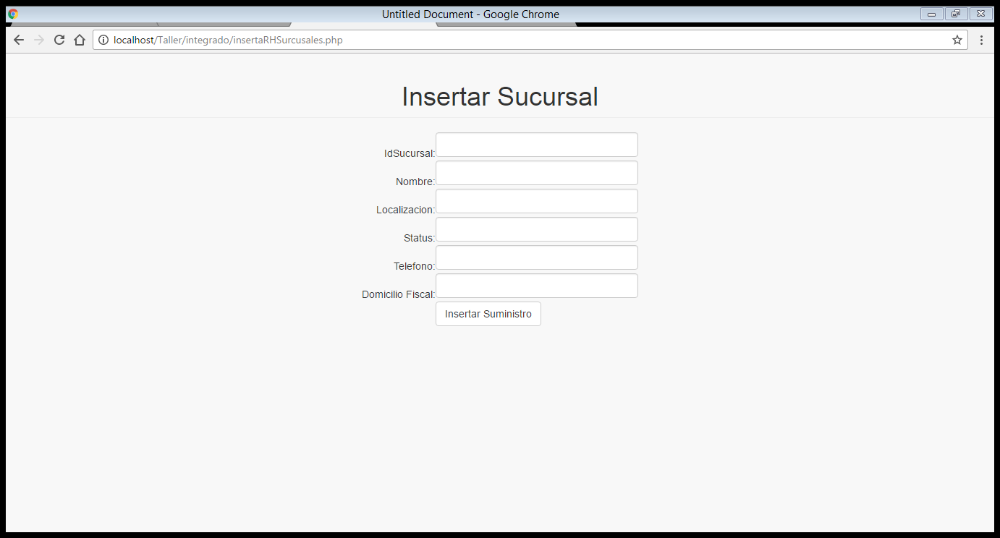 Untitled Document - Google Chrome
localhost/Taller/integrado/insertaRHSurcusales.php
Insertar Sucursal
IdSucursal:
Nombre:
Localizacion:
Status:
Telefono:
Domicilio Fiscal:
Insertar Suministro